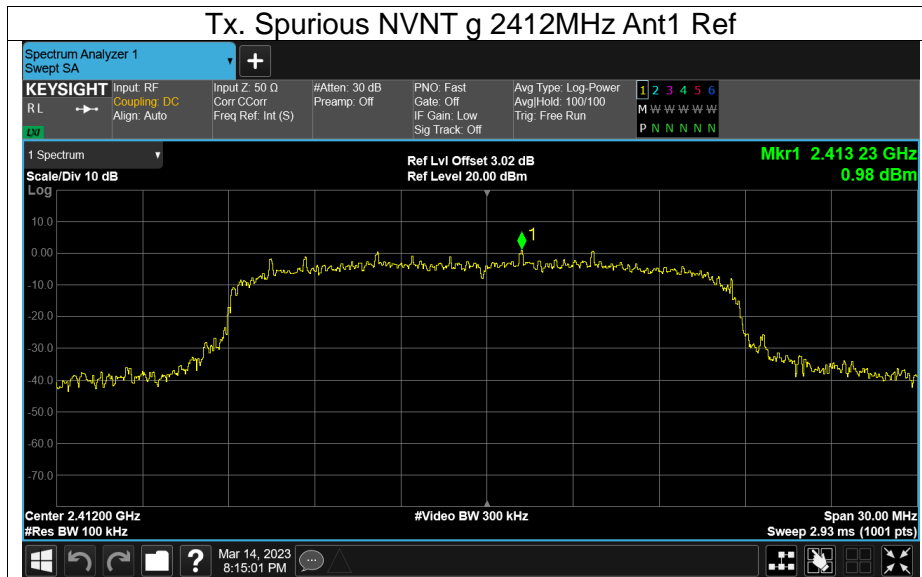 Tx. Spurious NVNT g 2412MHz Ant1 Ref
Spectrum Analyzer 1
Swept SA
+
KEYSIGHT
RL
LXI
Input: RF
Coupling: DC
Align: Auto
Input Z: 50 Ω
Corr CCorr
Freq Ref: Int (S)
#Atten: 30 dB
Preamp: Off
PNO: Fast
Gate: Off
IF Gain: Low
Sig Track: Off
Avg Type: Log-Power
Avg|Hold: 100/100
Trig: Free Run
1 2 3 4 5 6
M W W W W W
P N N N N N
1 Spectrum
Scale/Div 10 dB
Ref Lvl Offset 3.02 dB
Ref Level 20.00 dBm
Mkr1 2.413 23 GHz
0.98 dBm
Log
10.0
0.00
-10.0
-20.0
-30.0
-40.0
-50.0
-60.0
-70.0
1
Center 2.41200 GHz
#Res BW 100 kHz
#Video BW 300 kHz
Span 30.00 MHz
Sweep 2.93 ms (1001 pts)
?
Mar 14, 2023
8:15:01 PM